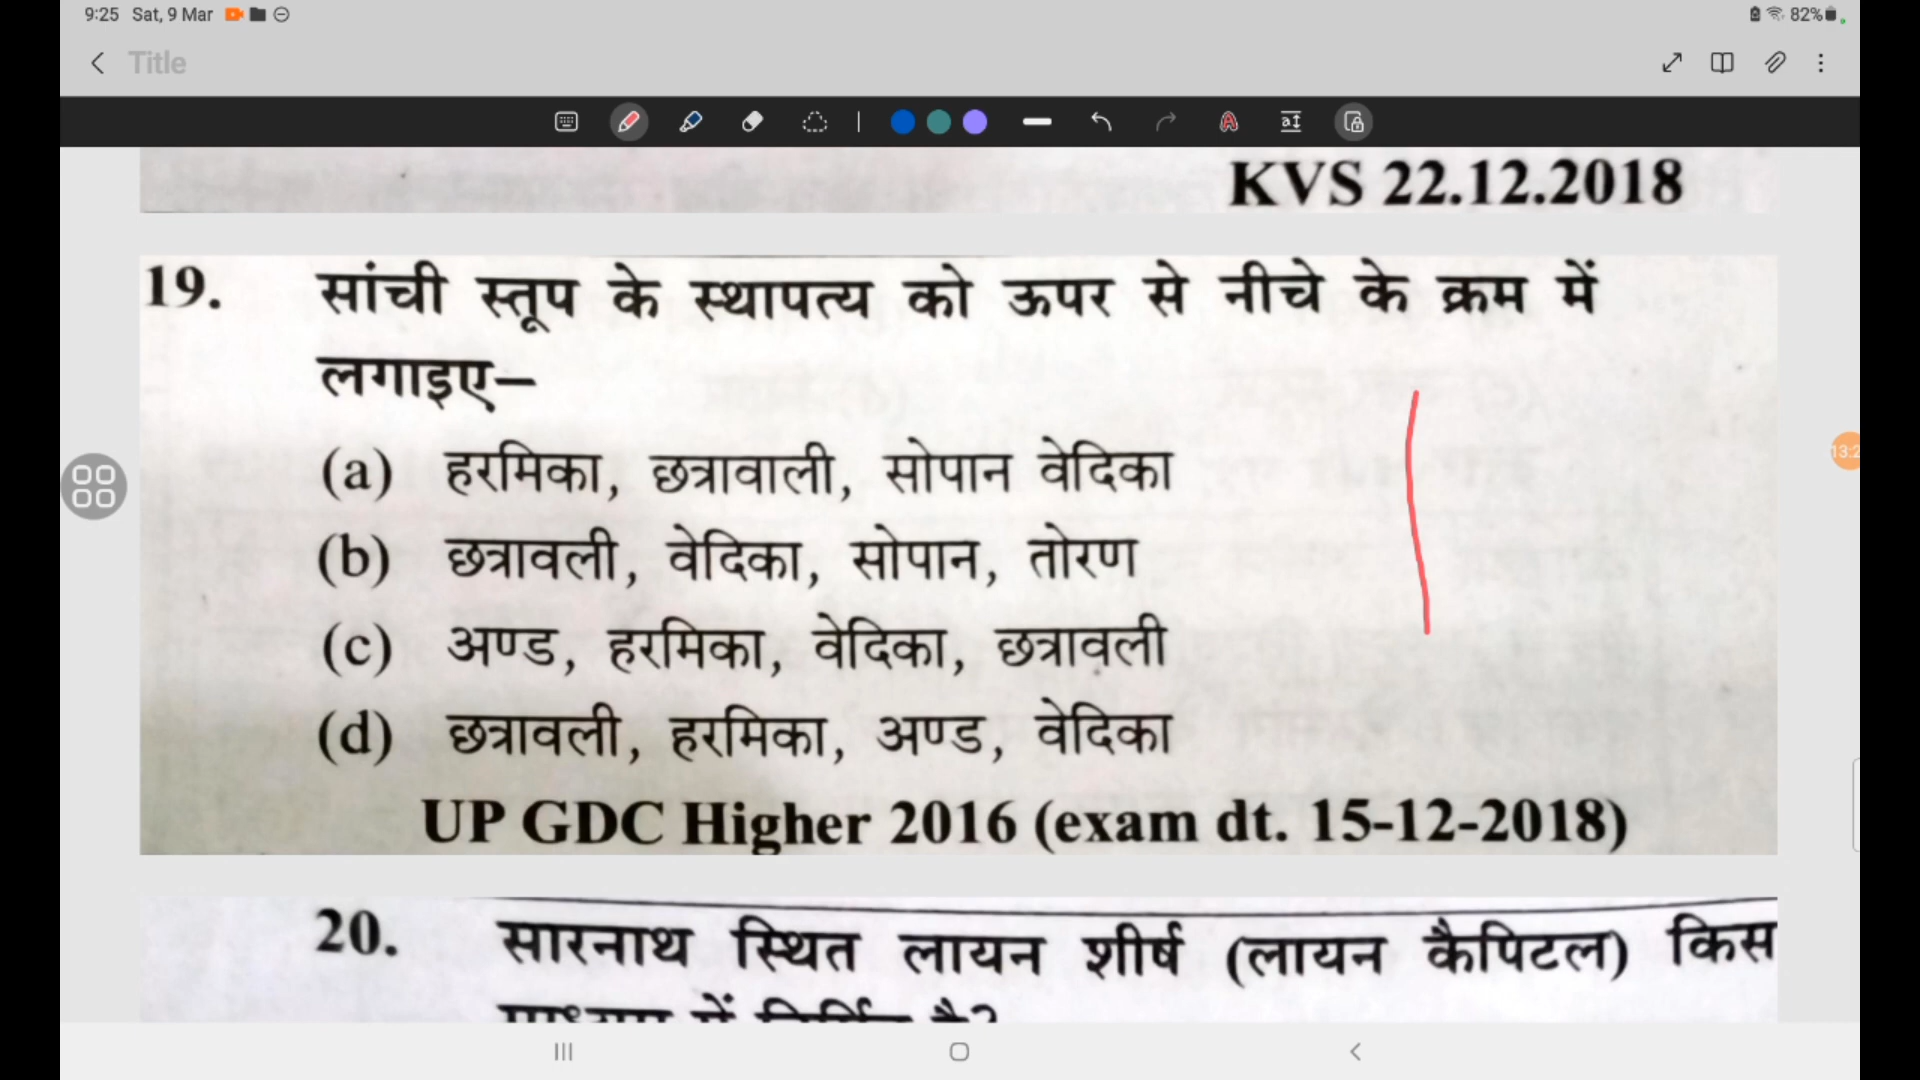 9:25 Sat, 9 Mar
82%
Title
KVS 22.12.2018
19. सांची स्तूप के स्थापत्य को ऊपर से नीचे के क्रम में
लगाइए–
(a) हरमिका, छत्रावाली, सोपान वेदिका
(b) छत्रावली, वेदिका, सोपान, तोरण
(c) अण्ड, हरमिका, वेदिका, छत्रावली
(d) छत्रावली, हरमिका, अण्ड, वेदिका
UP GDC Higher 2016 (exam dt. 15-12-2018)
20. सारनाथ स्थित लायन शीर्ष (लायन कैपिटल) किस